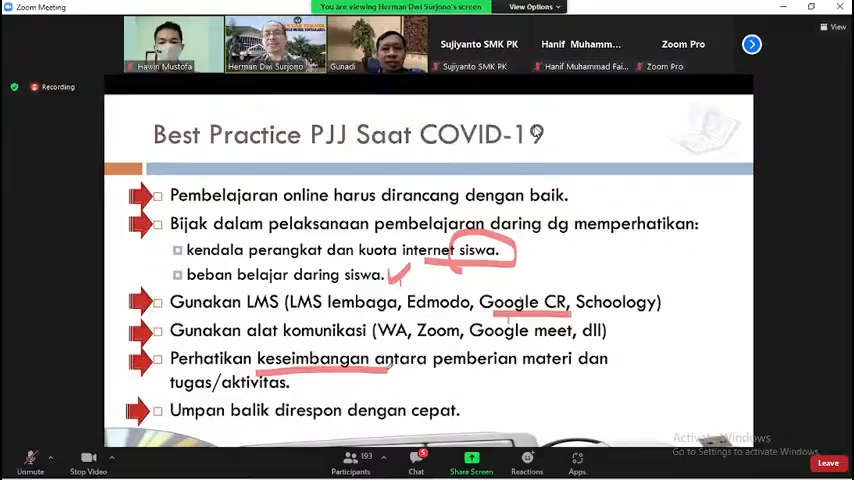 Zoom Meeting
You are viewing Herman Dwi Surjono's screen
View Options
View
Hawin Mustofa
Herman Dwi Surjono
Gunadi
Sujiyanto SMK PK
Sujiyanto SMK PK
Hanif Muhamm...
Hanif Muhammad Fai...
Zoom Pro
Zoom Pro
Recording
Best Practice PJJ Saat COVID-19
Pembelajaran online harus dirancang dengan baik.
Bijak dalam pelaksanaan pembelajaran daring dg memperhatikan:
kendala perangkat dan kuota internet siswa.
beban belajar daring siswa.
Gunakan LMS (LMS lembaga, Edmodo, Google CR, Schoology)
Gunakan alat komunikasi (WA, Zoom, Google meet, dll)
Perhatikan keseimbangan antara pemberian materi dan
tugas/aktivitas.
Umpan balik direspon dengan cepat.
Activate Windows
Go to Settings to activate Windows.
Unmute
Stop Video
193
Participants
5
Chat
Share Screen
Reactions
Apps
Leave